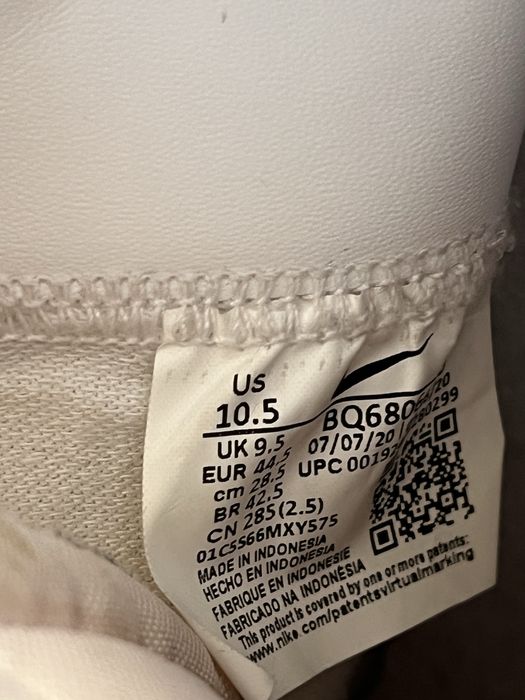 US
10.5
UK 9.5 07/07/20
EUR 44.5 UPC
cm 28.5
BR 42.5
CN 285 (2.5)
01C5566MXY575
MADE IN INDONESIA
HECHO EN INDONESIA
FABRIQUE EN INDONESIE
FABRICADO NA INDONÉSIA
This product is covered by one or more patents:
www.nike.com/patentsvirtualmarking